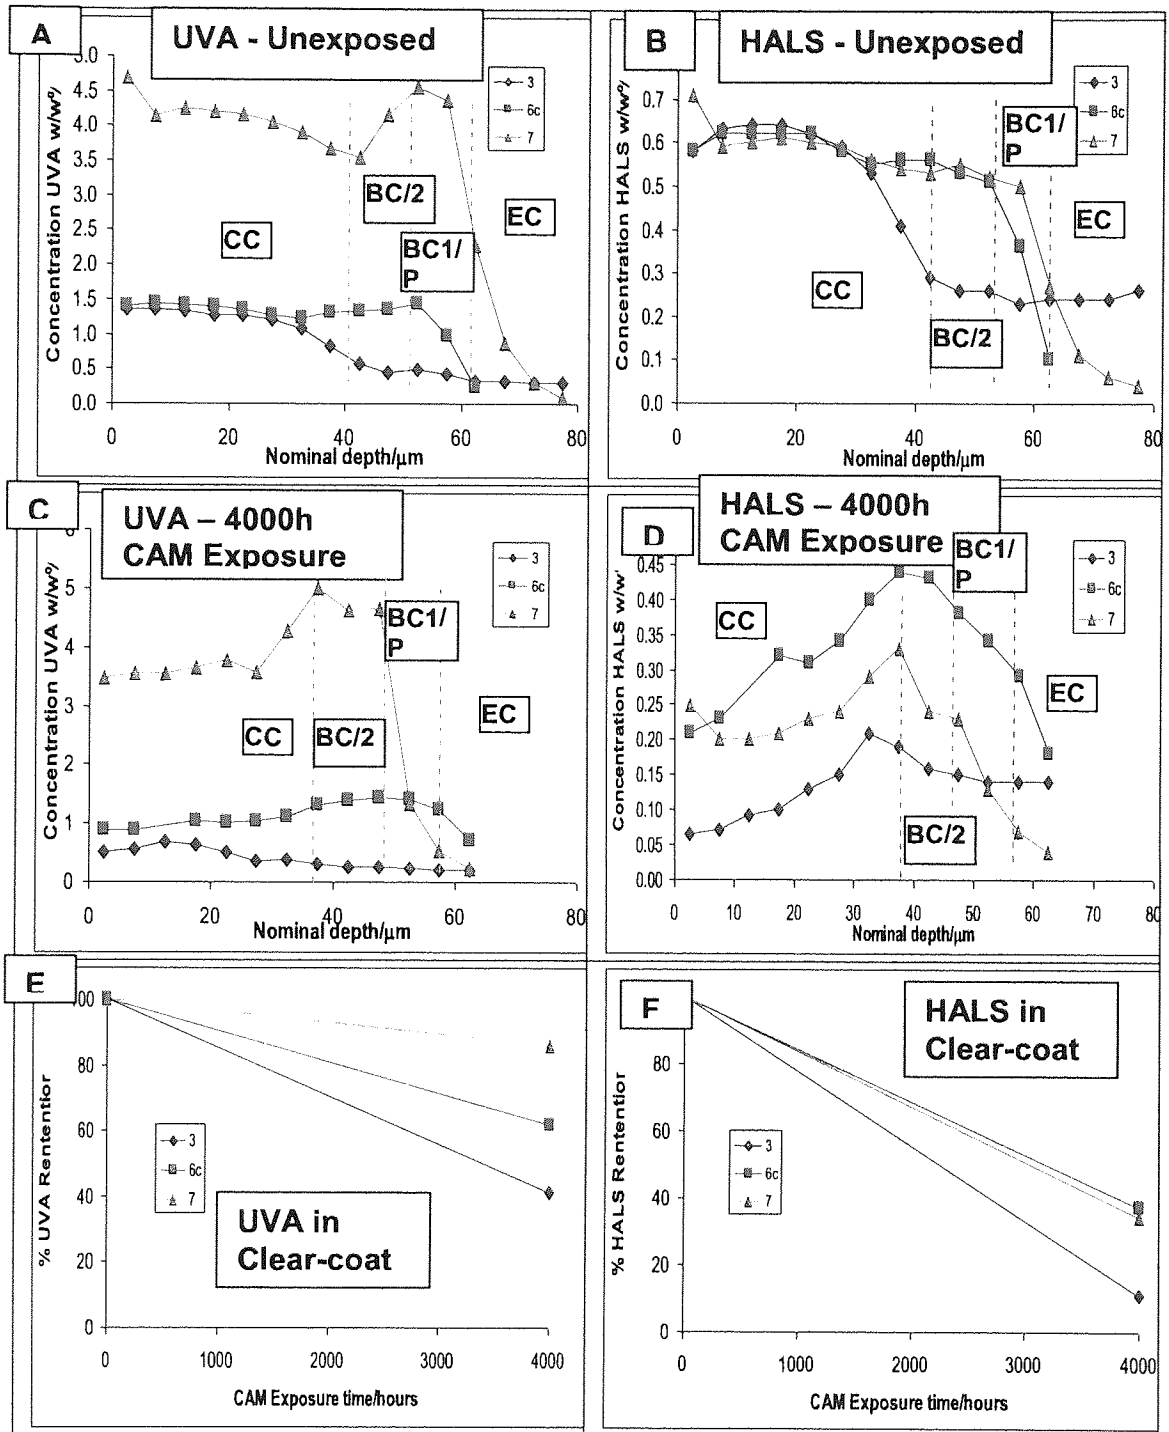 A
UVA - Unexposed
5.0
4.5
4.0
3.5
3.0
2.5
2.0
1.5
1.0
0.5
0.0
Concentration UVA w/w%
3
6c
7
CC
BC/2
BC1/
P
EC
0 20 40 60 80
Nominal depth/µm
B
HALS - Unexposed
0.7
0.6
0.5
0.4
0.3
0.2
0.1
0.0
Concentration HALS w/w%
3
6c
7
BC1/
P
EC
CC
BC/2
0 20 40 60 80
Nominal depth/µm
C
UVA – 4000h
CAM Exposure
6
5
4
3
2
1
0
Concentration UVA w/w%
3
6c
7
BC1/
P
CC
BC/2
EC
0 20 40 60 80
Nominal depth/µm
D
HALS – 4000h
CAM Exposure
0.45
0.40
0.35
0.30
0.25
0.20
0.15
0.10
0.05
0.00
Concentration HALS w/w'
3
6c
7
BC1/
P
CC
EC
BC/2
0 10 20 30 40 50 60 70 80
Nominal depth/µm
E
00
80
60
40
20
0
% UVA Rententior
3
6c
7
UVA in
Clear-coat
0 1000 2000 3000 4000
CAM Exposure time/hours
F
HALS in
Clear-coat
80
60
40
20
0
% HALS Rententior
3
6c
7
0 1000 2000 3000 4000
CAM Exposure time/hours